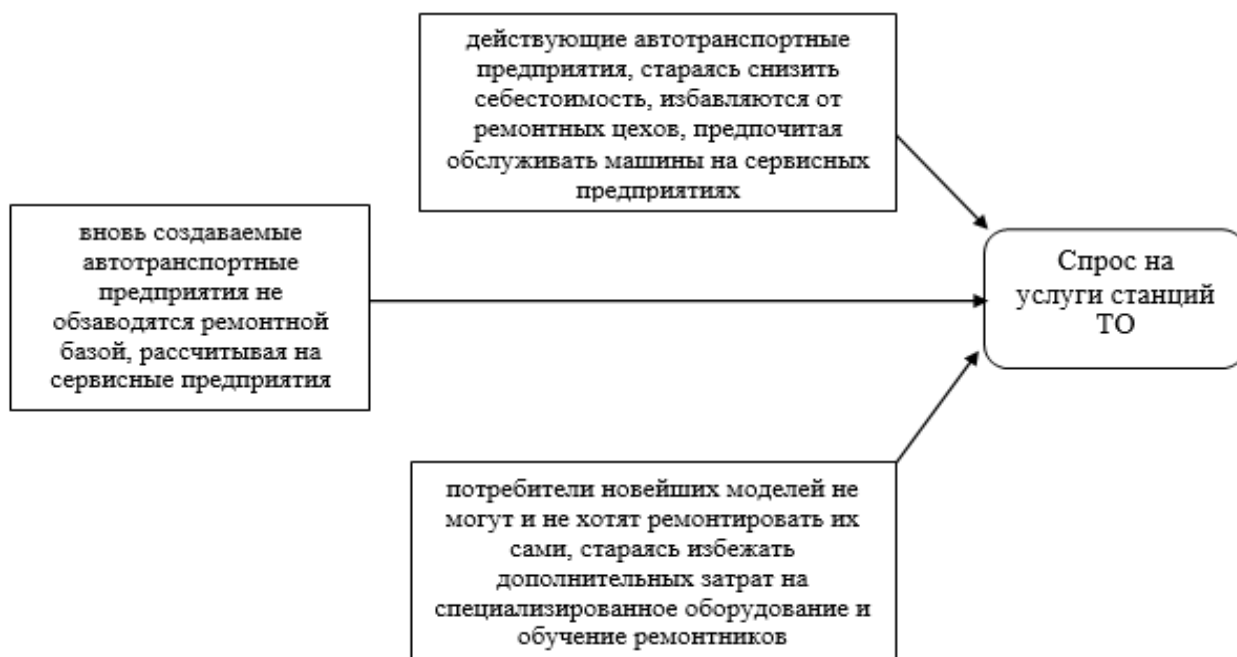 действующие автотранспортные
предприятия, стараясь снизить
себестоимость, избавляются от
ремонтных цехов, предпочитая
обслуживать машины на сервисных
предприятиях
вновь создаваемые
автотранспортные
предприятия не
обзаводятся ремонтной
базой, рассчитывая на
сервисные предприятия
Спрос на
услуги станций
ТО
потребители новейших моделей не
могут и не хотят ремонтировать их
сами, стараясь избежать
дополнительных затрат на
специализированное оборудование и
обучение ремонтников